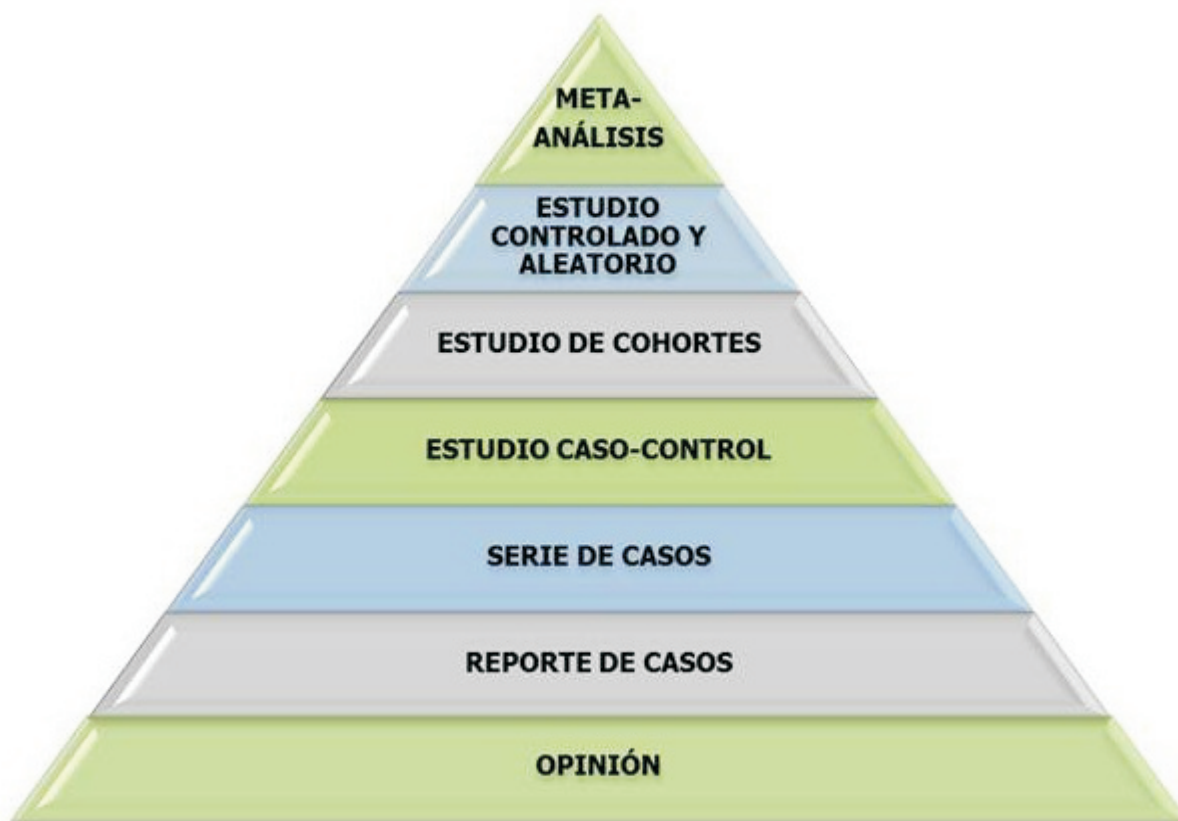 META-
ANÁLISIS
ESTUDIO
CONTROLADO Y
ALEATORIO
ESTUDIO DE COHORTES
ESTUDIO CASO-CONTROL
SERIE DE CASOS
REPORTE DE CASOS
OPINIÓN